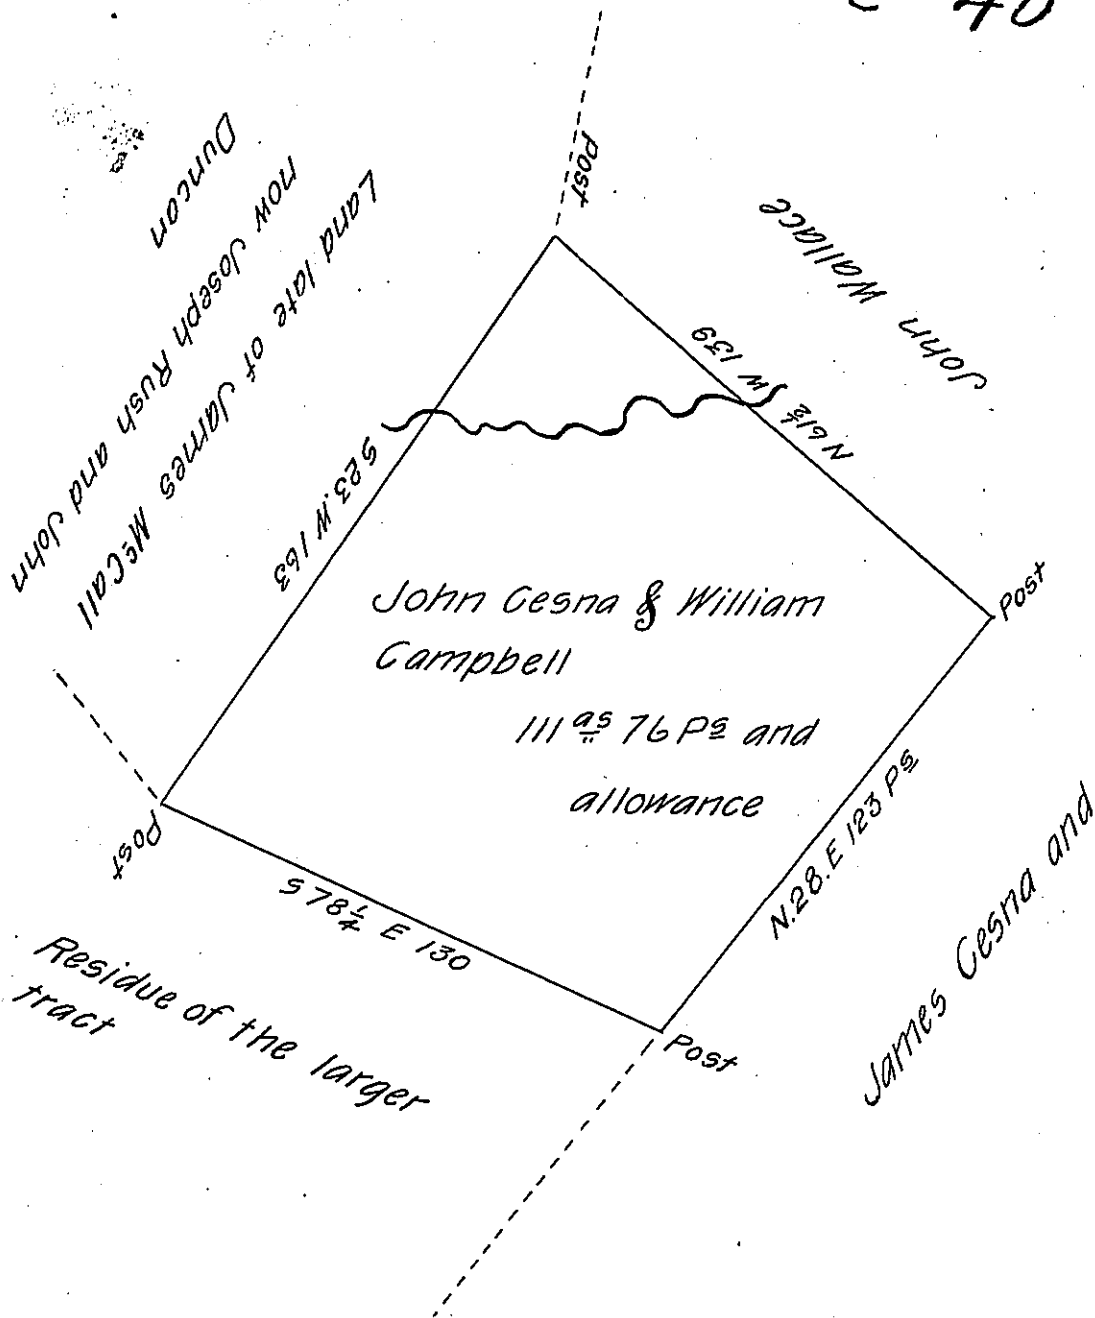 40
Post
Duncan
now Joseph Rush and John
Land late of James McCall
John Wallace
N 61½ W 139
S 23. W 163
Post
John Cesna & William
Campbell
111 as 76 Ps and
allowance
Post
S 78¼ E 130
N. 28. E 123 Ps
James Cesna and
Residue of the larger
tract
Post